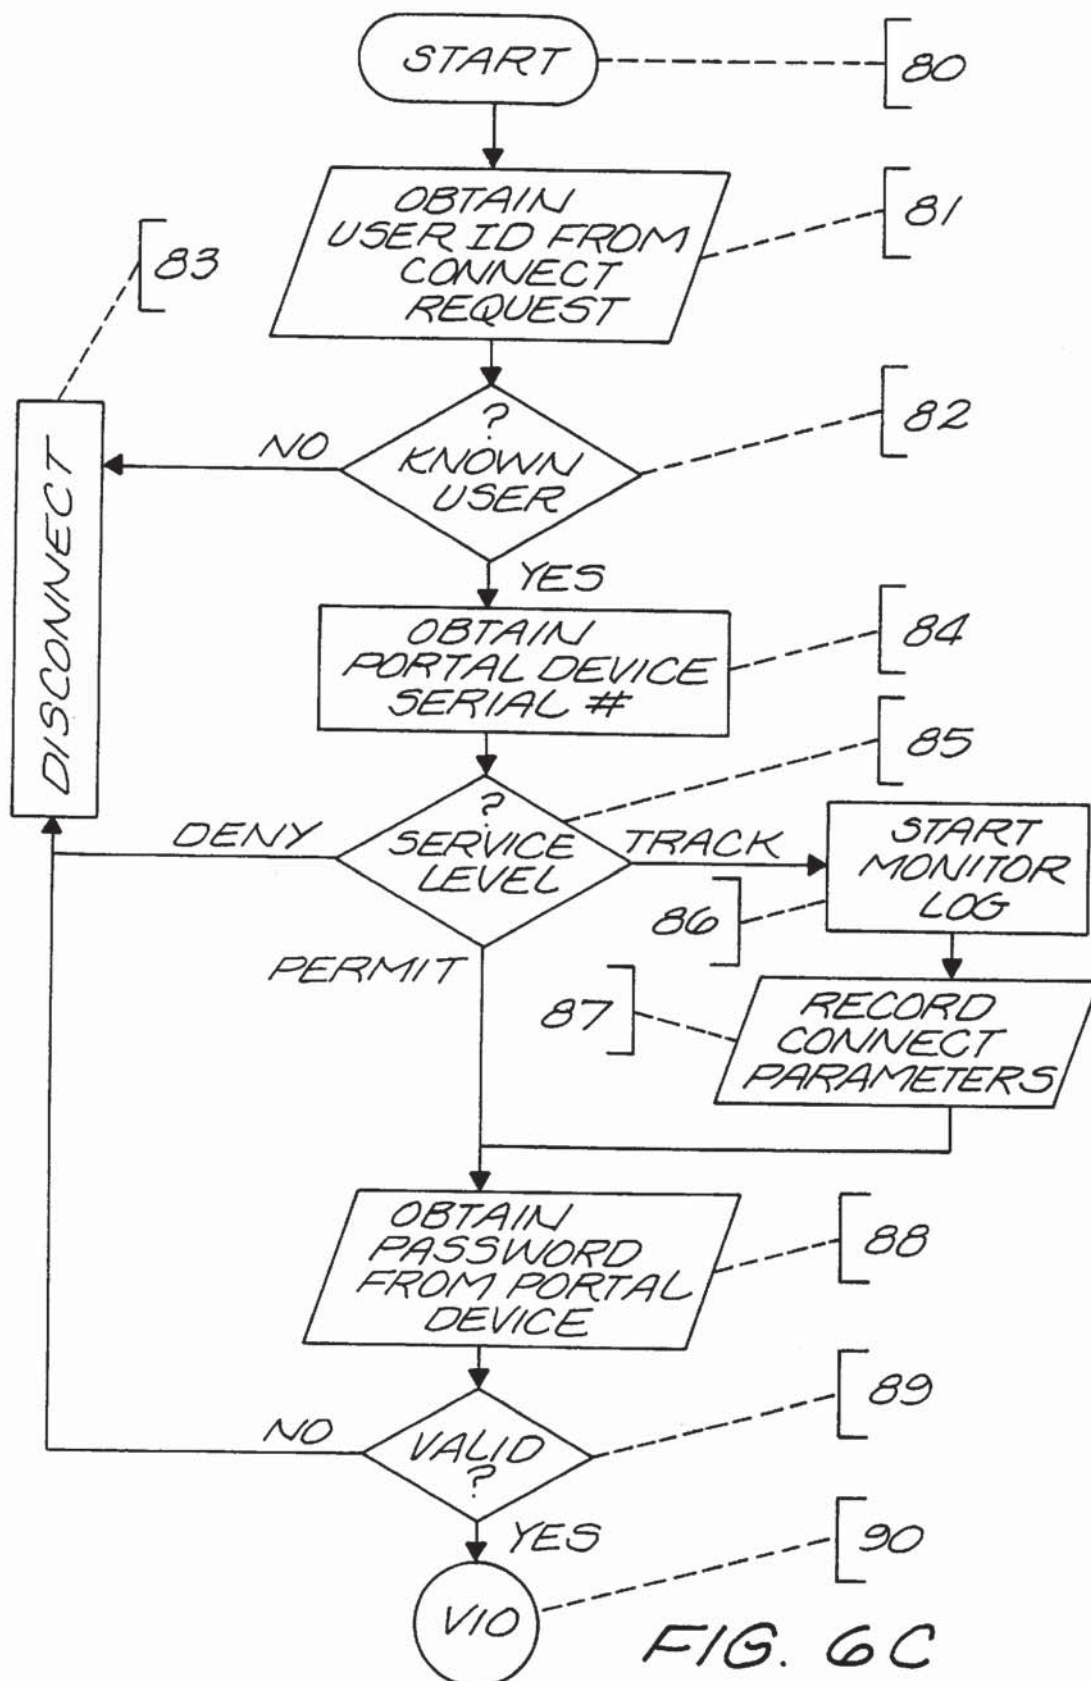 START
80
OBTAIN
USER ID FROM
CONNECT
REQUEST
81
83
?
KNOWN
USER
82
NO
YES
DISCONNECT
OBTAIN
PORTAL DEVICE
SERIAL #
84
?
SERVICE
LEVEL
85
DENY
TRACK
PERMIT
START
MONITOR
LOG
86
RECORD
CONNECT
PARAMETERS
87
OBTAIN
PASSWORD
FROM PORTAL
DEVICE
88
VALID
?
89
NO
YES
V10
90
FIG. 6C